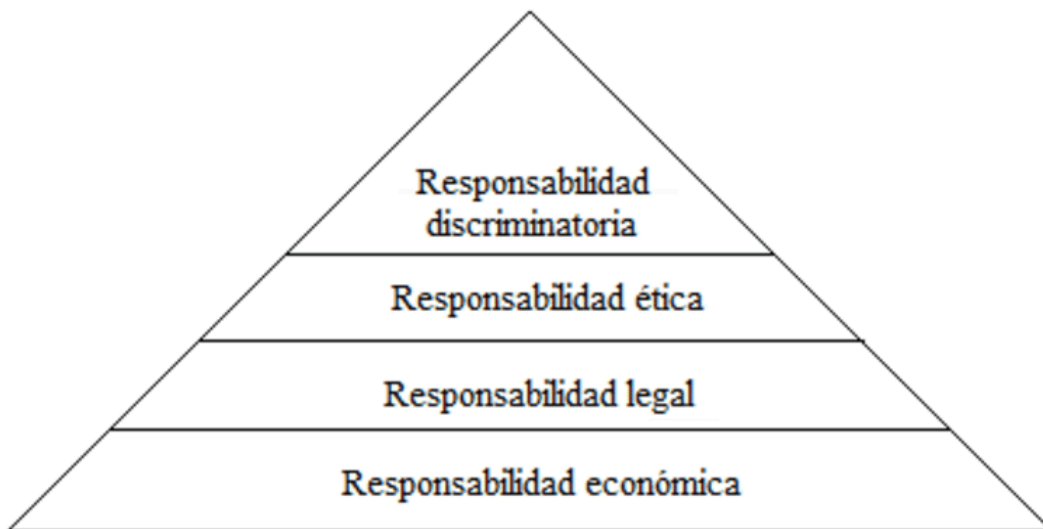 Responsabilidad
discriminatoria
Responsabilidad ética
Responsabilidad legal
Responsabilidad económica